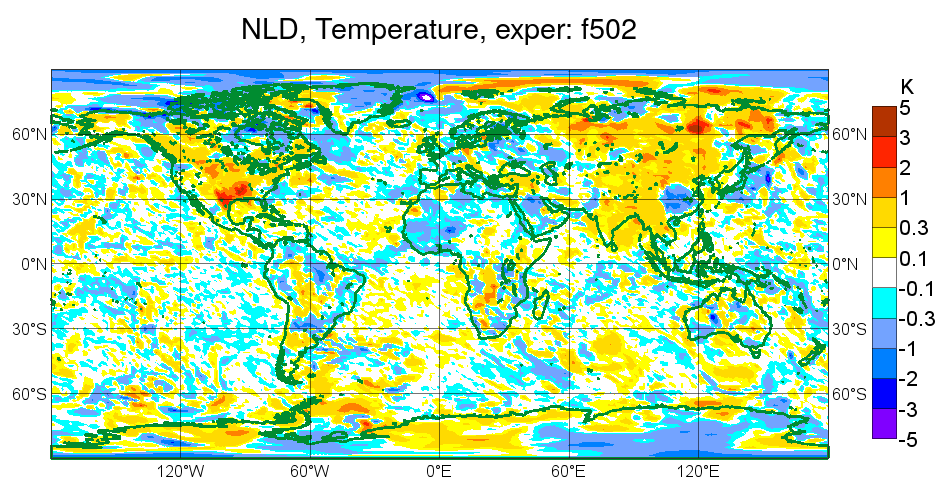 NLD, Temperature, exper: f502
K
5
3
2
1
0.3
0.1
-0.1
-0.3
-1
-2
-3
-5
60°N 60°N
30°N 30°N
0°N 0°N
30°S 30°S
60°S 60°S
120°W 60°W 0°E 60°E 120°E